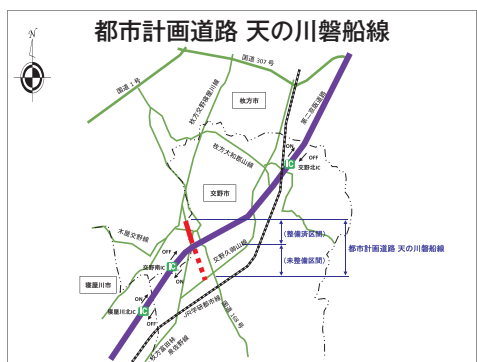 都市計画道路 天の川磐船線
N
国道 307 号
国道 1 号
枚方交野寝屋川線
枚方市
第二京阪道路
枚方大和郡山線
ON
OFF
IC
交野北IC
交野市
木屋交野線
(整備済区間)
都市計画道路 天の川磐船線
(未整備区間)
交野久御山線
OFF
交野南IC
IC
ON
寝屋川市
ON
寝屋川北IC
IC
OFF
JR学研都市線
国道 168 号
枚方富田林
泉佐野線